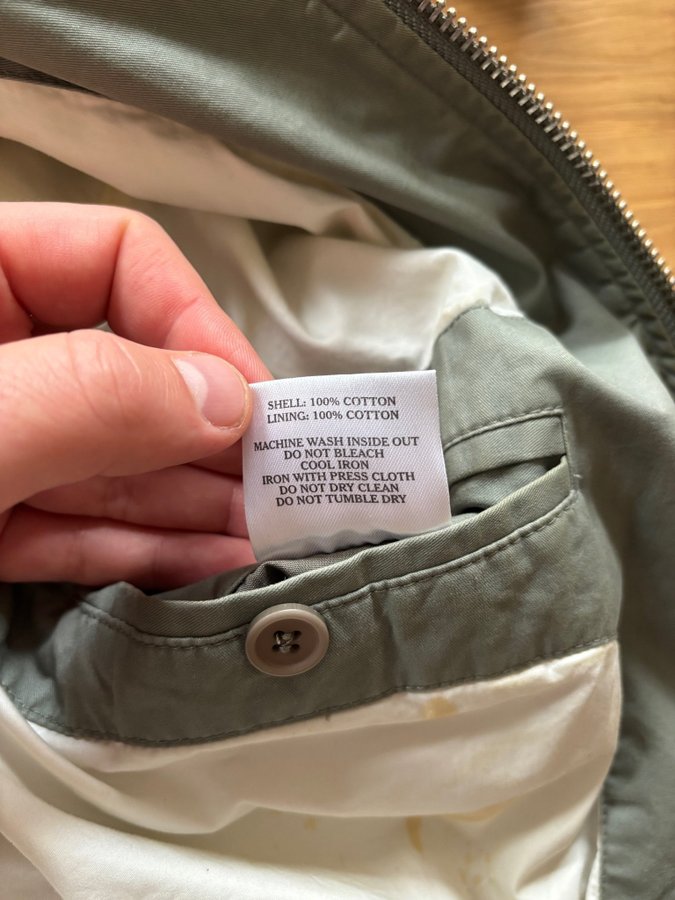 SHELL: 100% COTTON
LINING: 100% COTTON
MACHINE WASH INSIDE OUT
DO NOT BLEACH
COOL IRON
IRON WITH PRESS CLOTH
DO NOT DRY CLEAN
DO NOT TUMBLE DRY